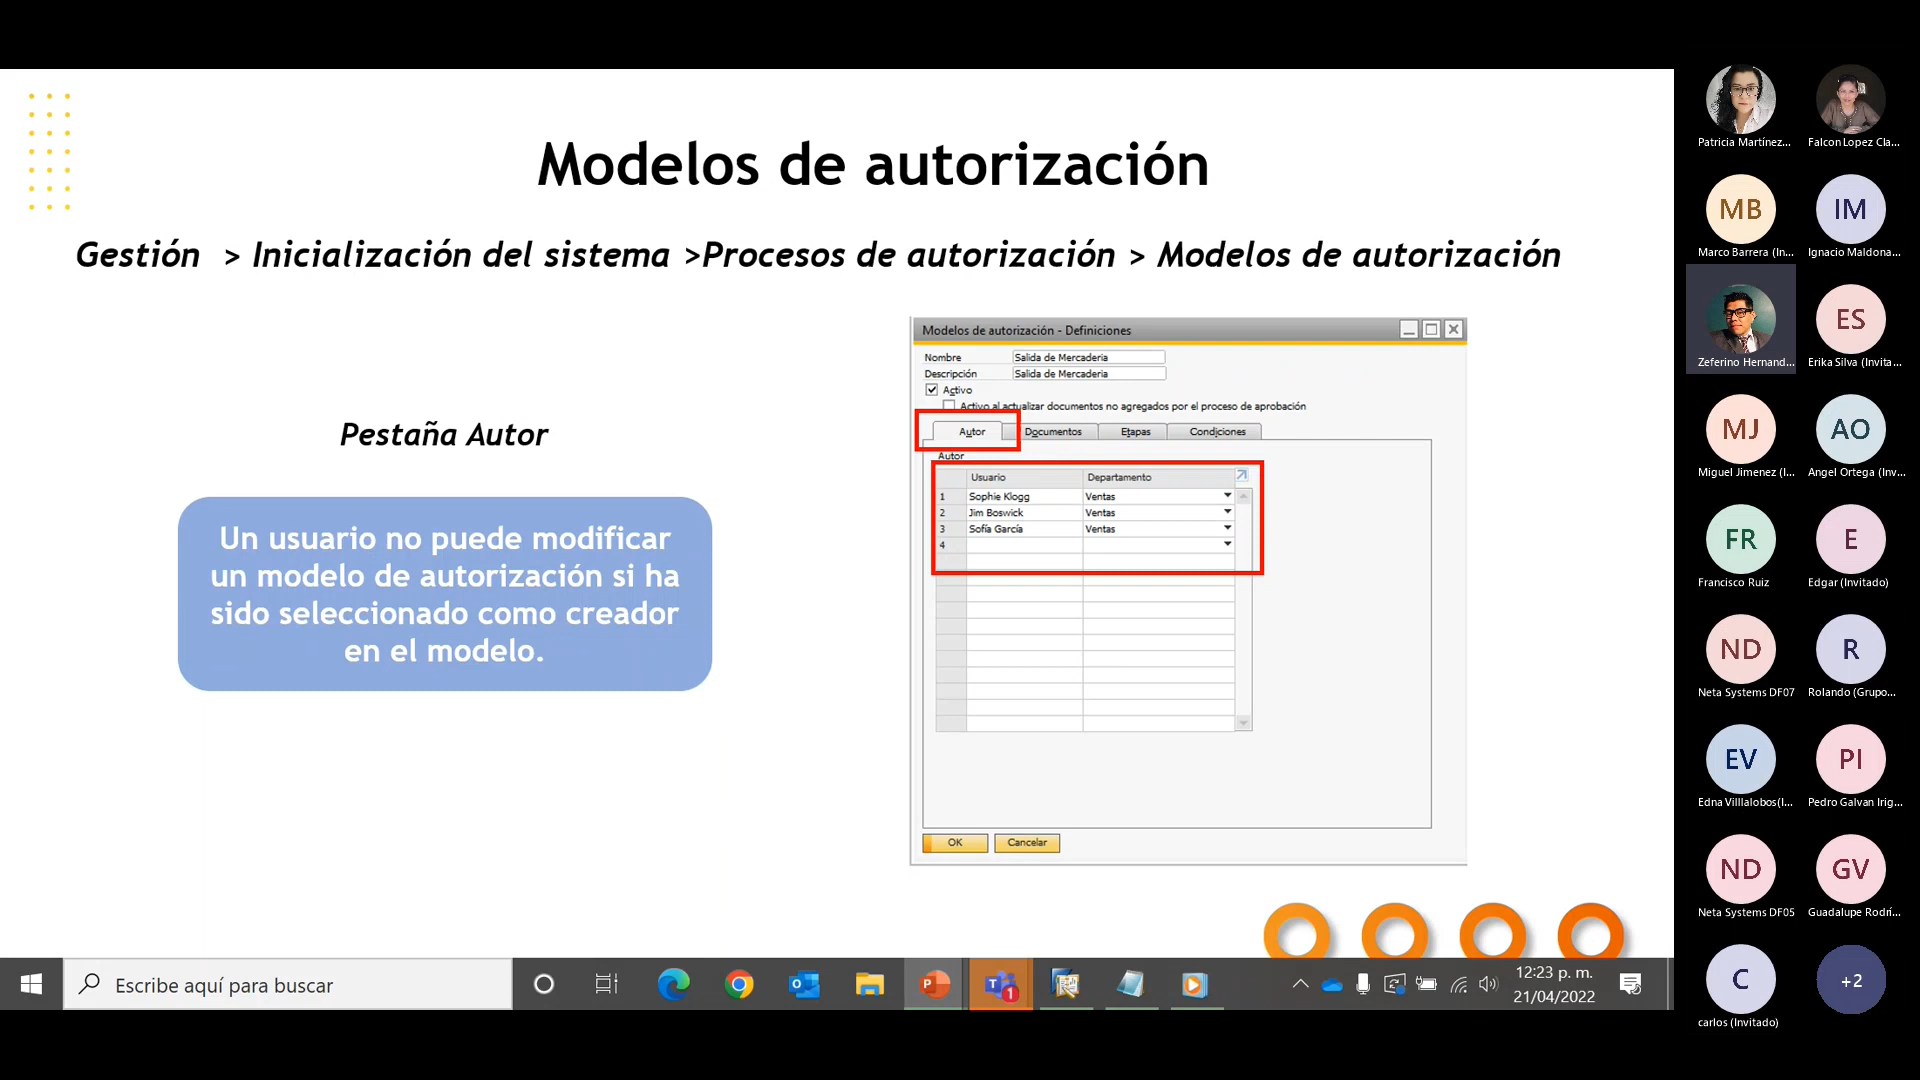 Modelos de autorización
Gestión > Inicialización del sistema >Procesos de autorización > Modelos de autorización
Pestaña Autor
Un usuario no puede modificar
un modelo de autorización si ha
sido seleccionado como creador
en el modelo.
Modelos de autorización - Definiciones
Nombre Salida de Mercaderia
Descripción Salida de Mercaderia
Activo
Activo al actualizar documentos no agregados por el proceso de aprobación
Autor Documentos Etapas Condiciones
Autor
Usuario Departamento
1 Sophie Klogg Ventas
2 Jim Boswick Ventas
3 Sofía García Ventas
4
OK Cancelar
Escribe aquí para buscar
1
12:23 p. m.
21/04/2022
Patricia Martínez... Falcon Lopez Cla...
MB IM
Marco Barrera (In... Ignacio Maldona...
ES
Zeferino Hernand... Erika Silva (Invita...
MJ AO
Miguel Jimenez (I... Angel Ortega (Inv...
FR E
Francisco Ruiz Edgar (Invitado)
ND R
Neta Systems DF07 Rolando (Grupo...
EV PI
Edna Villlalobos(I... Pedro Galvan Irig...
ND GV
Neta Systems DF05 Guadalupe Rodrí...
C +2
carlos (Invitado)